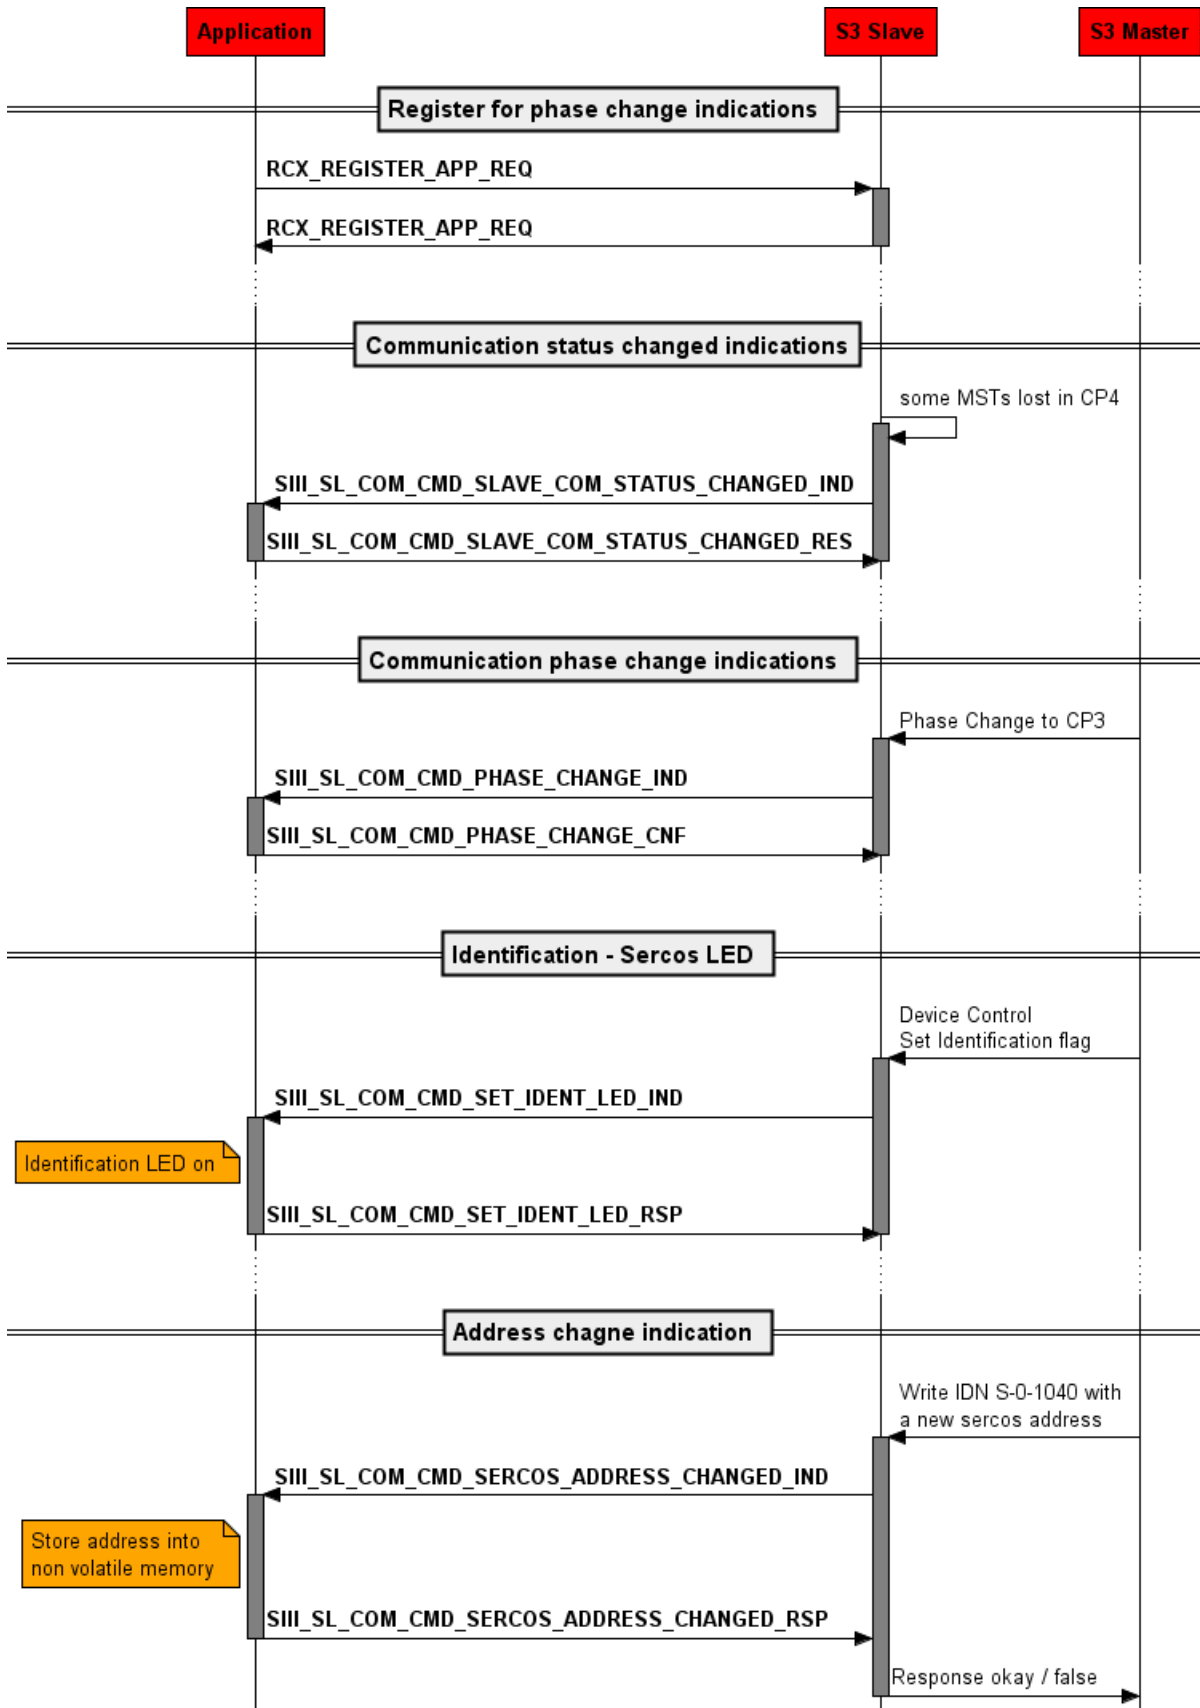 Application
S3 Slave
S3 Master
Register for phase change indications
RCX_REGISTER_APP_REQ
RCX_REGISTER_APP_REQ
Communication status changed indications
some MSTs lost in CP4
SIII_SL_COM_CMD_SLAVE_COM_STATUS_CHANGED_IND
SIII_SL_COM_CMD_SLAVE_COM_STATUS_CHANGED_RES
Communication phase change indications
Phase Change to CP3
SIII_SL_COM_CMD_PHASE_CHANGE_IND
SIII_SL_COM_CMD_PHASE_CHANGE_CNF
Identification - Sercos LED
Device Control
Set Identification flag
SIII_SL_COM_CMD_SET_IDENT_LED_IND
Identification LED on
SIII_SL_COM_CMD_SET_IDENT_LED_RSP
Address chagne indication
Write IDN S-0-1040 with
a new sercos address
SIII_SL_COM_CMD_SERCOS_ADDRESS_CHANGED_IND
Store address into
non volatile memory
SIII_SL_COM_CMD_SERCOS_ADDRESS_CHANGED_RSP
Response okay / false